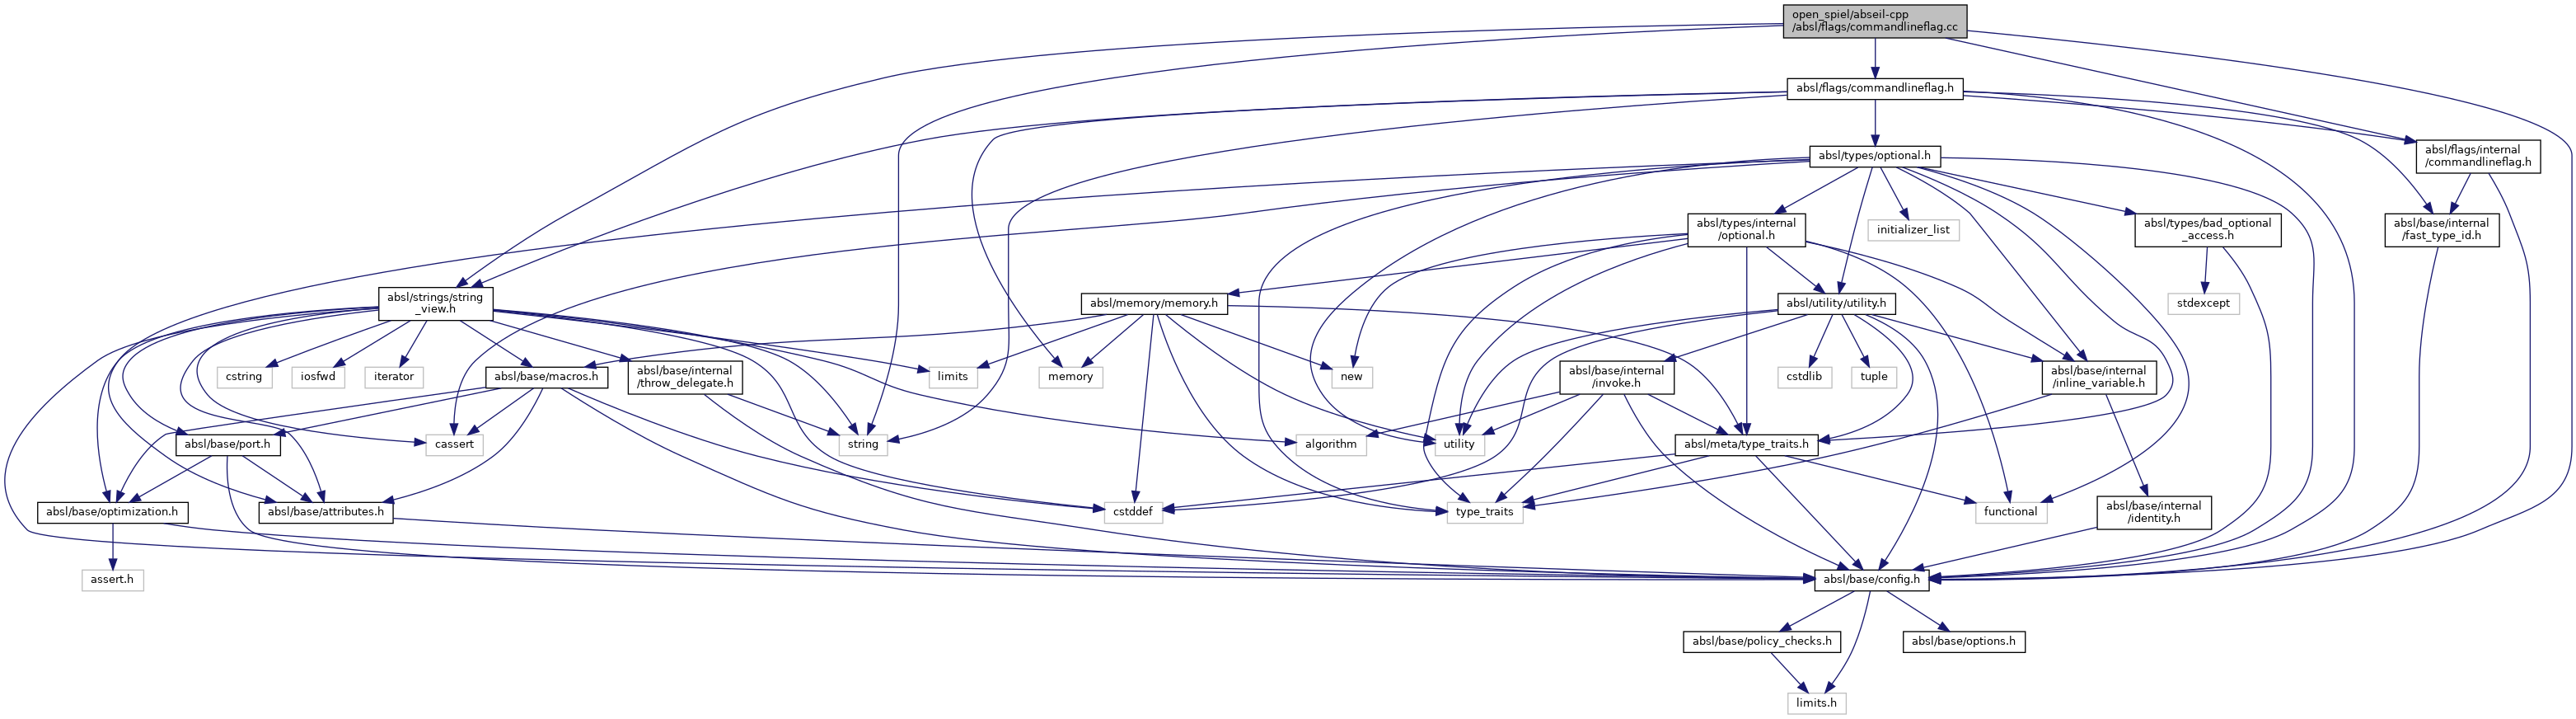 open_spiel/abseil-cpp
/absl/flags/commandlineflag.cc
absl/flags/commandlineflag.h
absl/types/optional.h
absl/flags/internal
/commandlineflag.h
absl/types/internal
/optional.h
initializer_list
absl/types/bad_optional
_access.h
absl/base/internal
/fast_type_id.h
absl/strings/string
_view.h
absl/memory/memory.h
absl/utility/utility.h
stdexcept
cstring
iosfwd
iterator
absl/base/macros.h
absl/base/internal
/throw_delegate.h
limits
memory
new
absl/base/internal
/invoke.h
cstdlib
tuple
absl/base/internal
/inline_variable.h
absl/base/port.h
cassert
string
algorithm
utility
absl/meta/type_traits.h
absl/base/optimization.h
absl/base/attributes.h
cstddef
type_traits
functional
absl/base/internal
/identity.h
assert.h
absl/base/config.h
absl/base/policy_checks.h
absl/base/options.h
limits.h